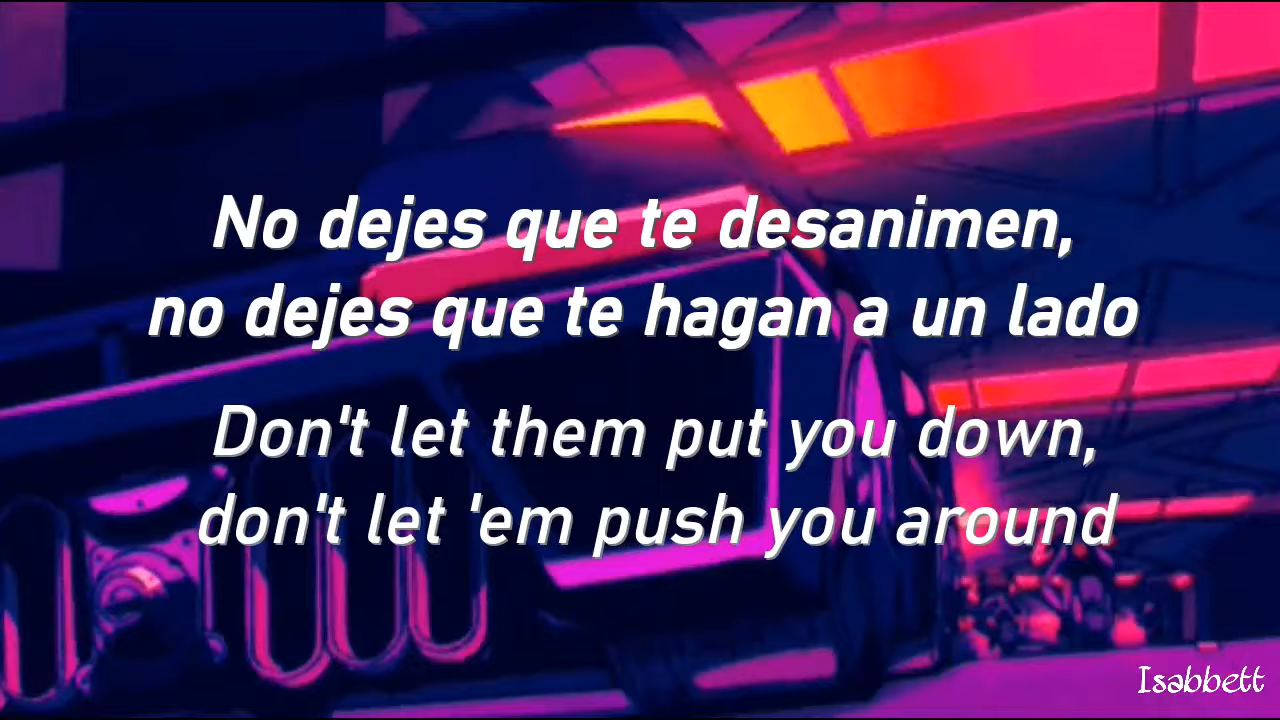 No dejes que te desanimen,
no dejes que te hagan a un lado
Don't let them put you down,
don't let 'em push you around
Isabbett